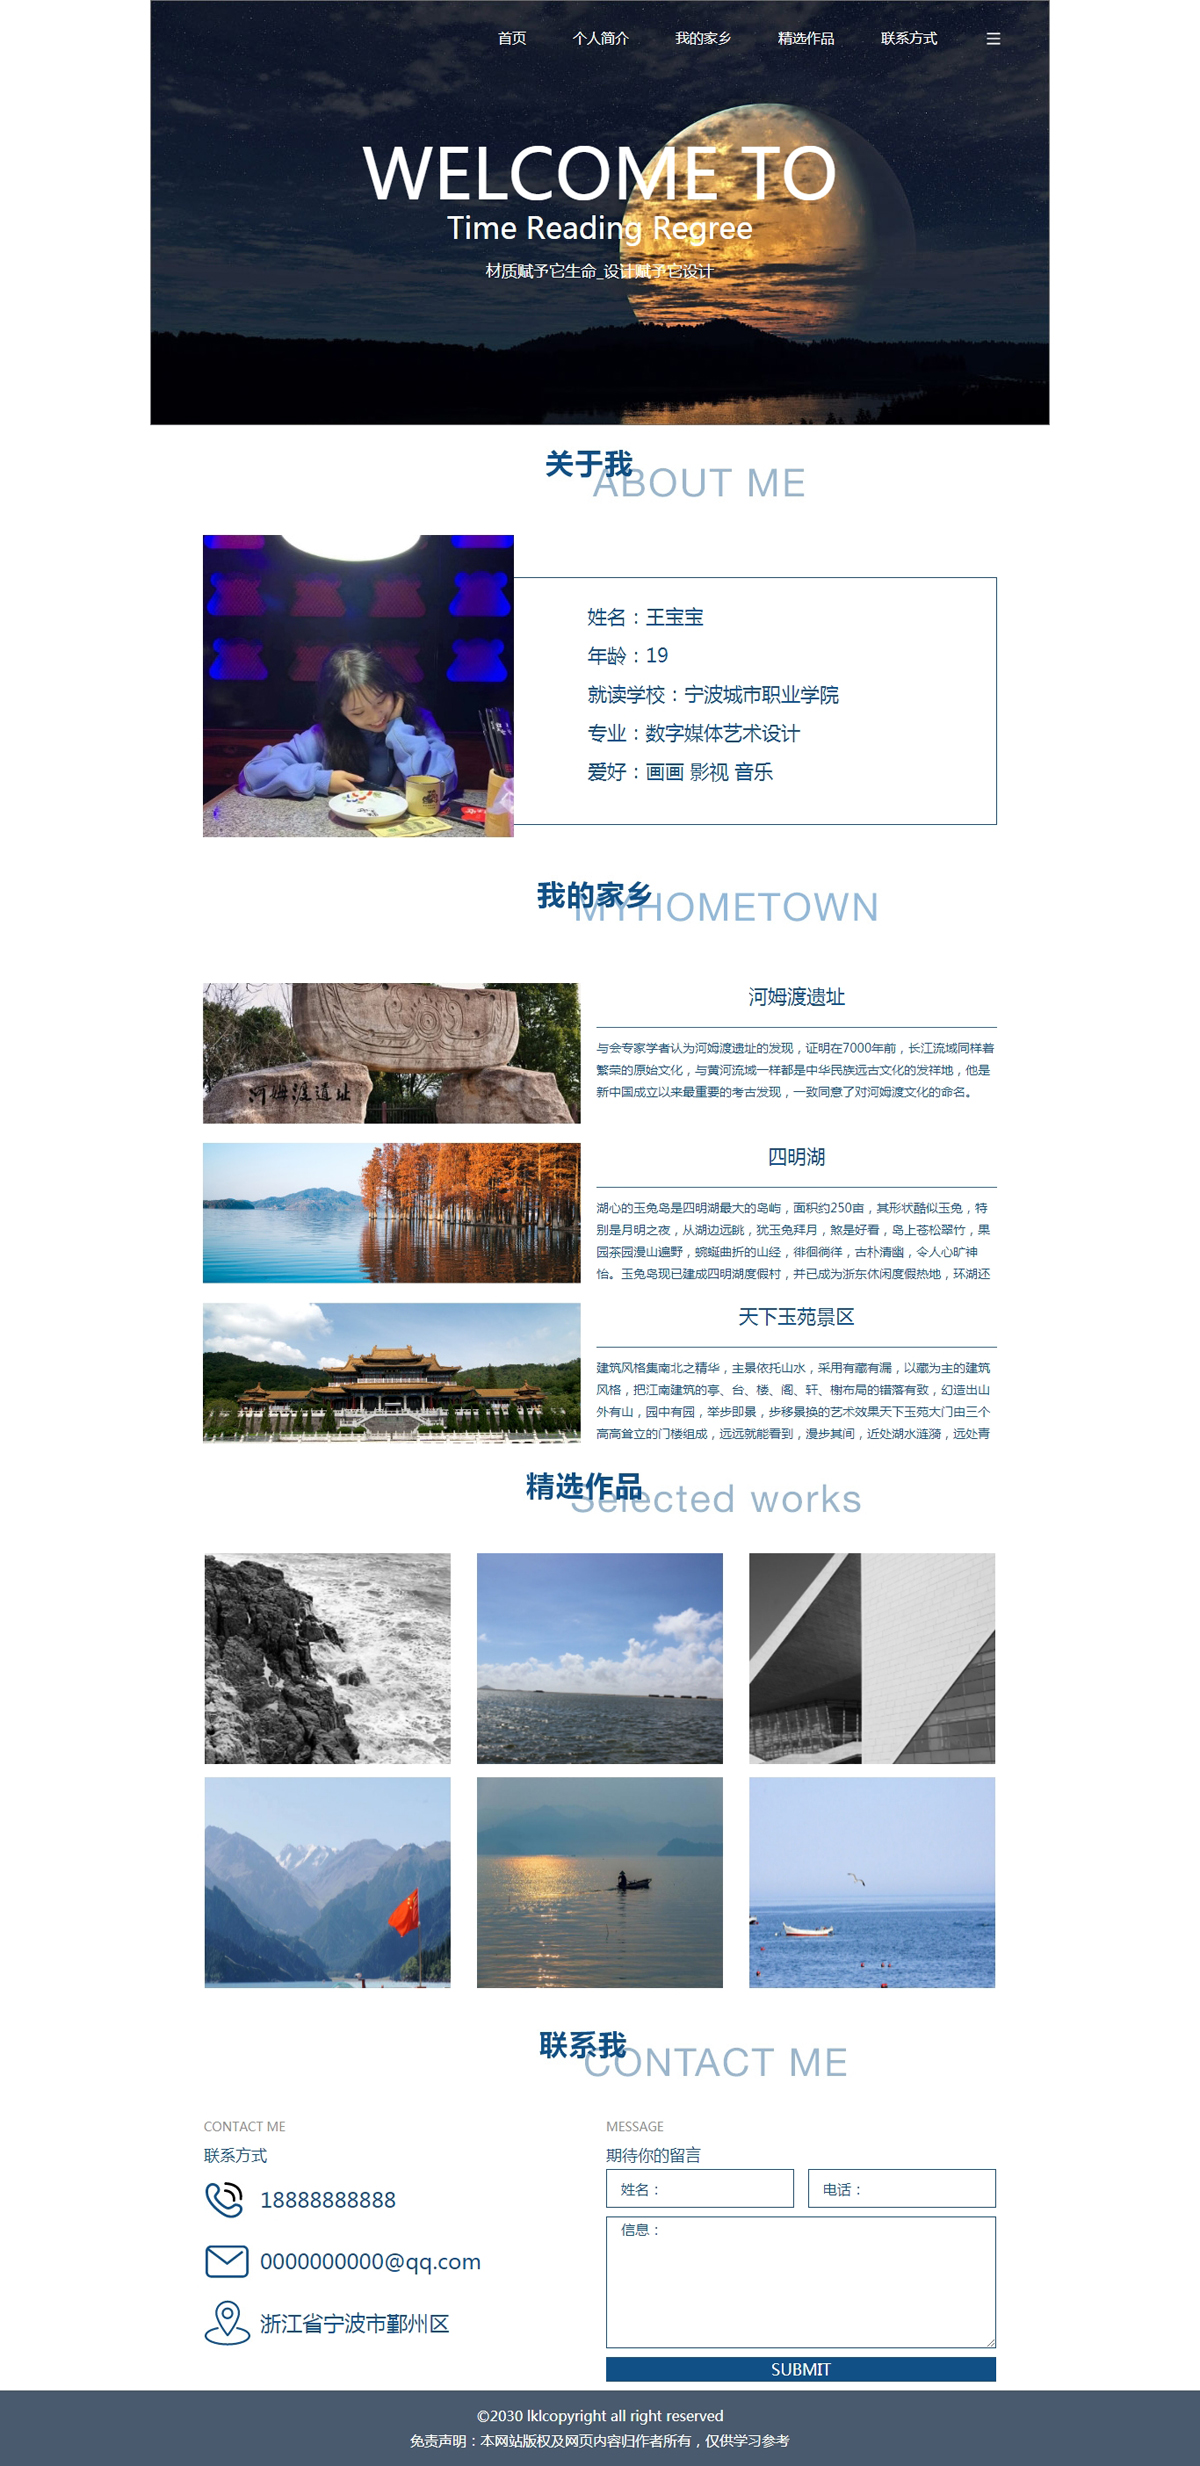 首页 个人简介 我的家乡 精选作品 联系方式
WELCOME TO
Time Reading Regree
材质赋予它生命_设计赋予它设计
关于我
ABOUT ME
姓名：王宝宝
年龄：19
就读学校：宁波城市职业学院
专业：数字媒体艺术设计
爱好：画画 影视 音乐
我的家乡
MYHOMETOWN
河姆渡遗址
河姆渡遗址
与会专家学者认为河姆渡遗址的发现，证明在7000年前，长江流域同样着
繁荣的原始文化，与黄河流域一样都是中华民族远古文化的发祥地，他是
新中国成立以来最重要的考古发现，一致同意了对河姆渡文化的命名。
四明湖
湖心的玉兔岛是四明湖最大的岛屿，面积约250亩，其形状酷似玉兔，特
别是月明之夜，从湖边远眺，犹玉兔拜月，煞是好看，岛上苍松翠竹，果
园茶园漫山遍野，蜿蜒曲折的山经，徘徊徜徉，古朴清幽，令人心旷神
怡。玉兔岛现已建成四明湖度假村，并已成为浙东休闲度假热地，环湖还
天下玉苑景区
建筑风格集南北之精华，主景依托山水，采用有藏有漏，以藏为主的建筑
风格，把江南建筑的亭、台、楼、阁、轩、榭布局的错落有致，幻造出山
外有山，园中有园，举步即景，步移景换的艺术效果天下玉苑大门由三个
高高耸立的门楼组成，远远就能看到，漫步其间，近处湖水涟漪，远处青
精选作品
Selected works
联系我
CONTACT ME
CONTACT ME
联系方式
18888888888
0000000000@qq.com
浙江省宁波市鄞州区
MESSAGE
期待你的留言
姓名： 电话：
信息：
SUBMIT
©2030 lklcopyright all right reserved
免责声明：本网站版权及网页内容归作者所有，仅供学习参考